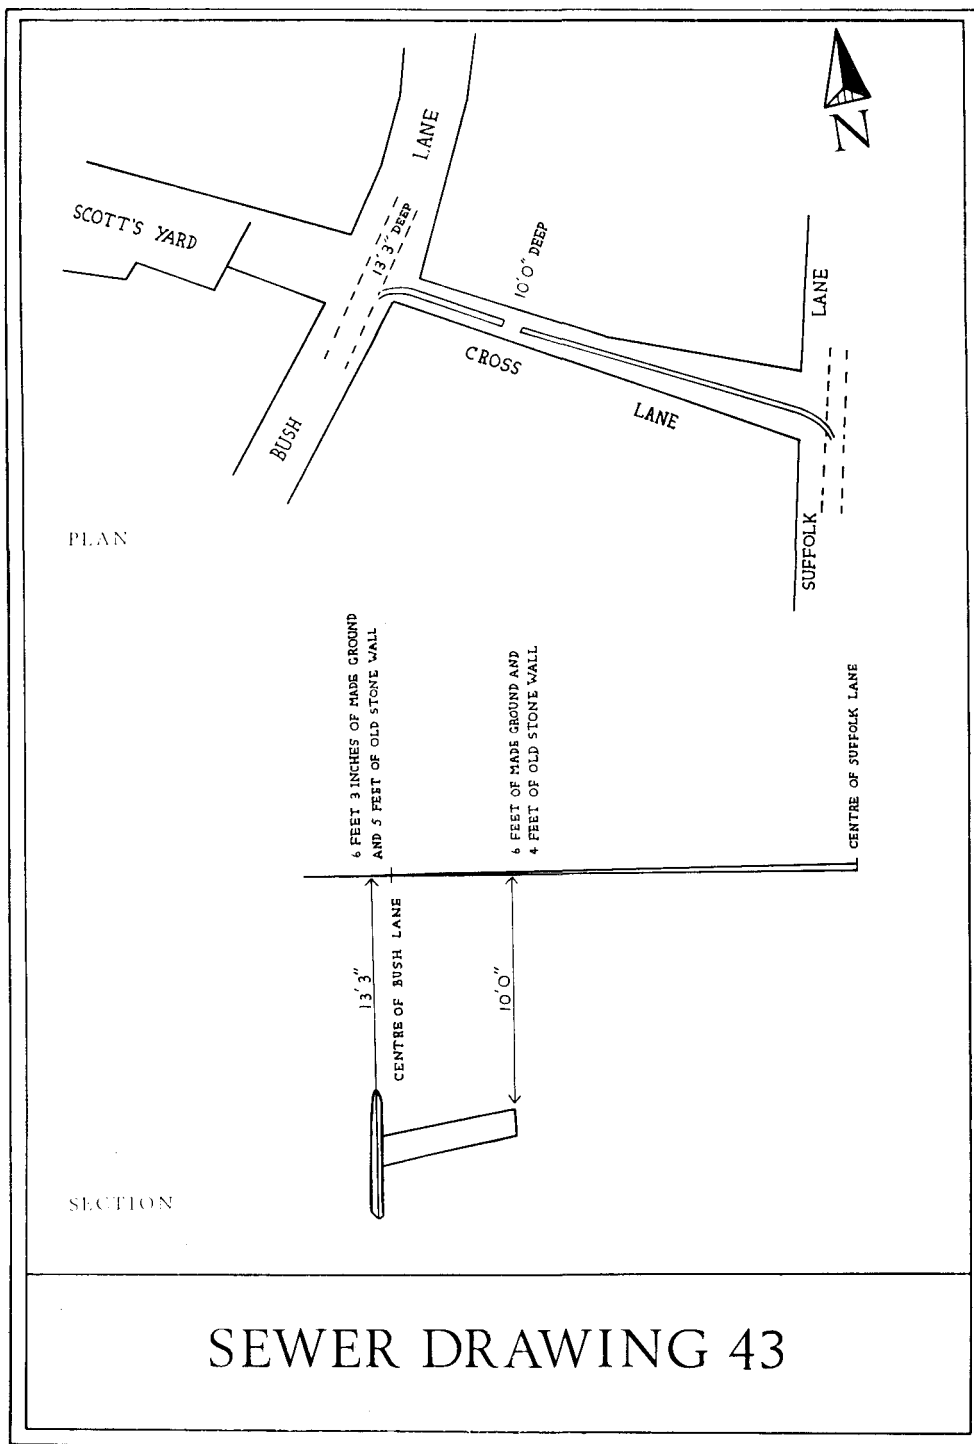 N
LANE
SCOTT'S YARD
13'3" DEEP
10'0" DEEP
LANE
CROSS
LANE
BUSH
SUFFOLK
PLAN
6 FEET 3 INCHES OF MADE GROUND
AND 5 FEET OF OLD STONE WALL
6 FEET OF MADE GROUND AND
4 FEET OF OLD STONE WALL
CENTRE OF SUFFOLK LANE
13'3"
CENTRE OF BUSH LANE
10'0"
SECTION
SEWER DRAWING 43